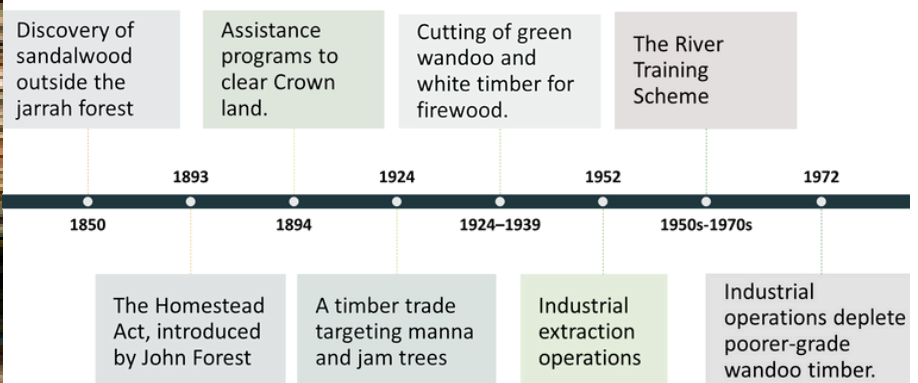 Discovery of
sandalwood
outside the
jarrah forest
Assistance
programs to
clear Crown
land.
Cutting of green
wandoo and
white timber for
firewood.
The River
Training
Scheme
1893
1924
1952
1972
1850
1894
1924–1939
1950s-1970s
The Homestead
Act, introduced
by John Forest
A timber trade
targeting manna
and jam trees
Industrial
extraction
operations
Industrial
operations deplete
poorer-grade
wandoo timber.